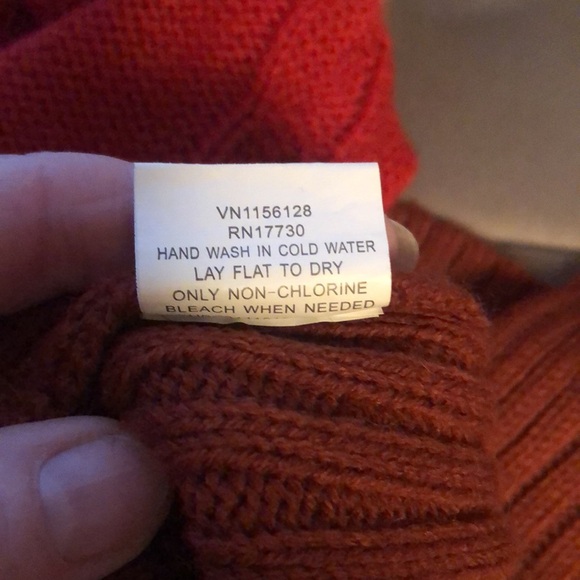 VN1156128
RN17730
HAND WASH IN COLD WATER
LAY FLAT TO DRY
ONLY NON-CHLORINE
BLEACH WHEN NEEDED